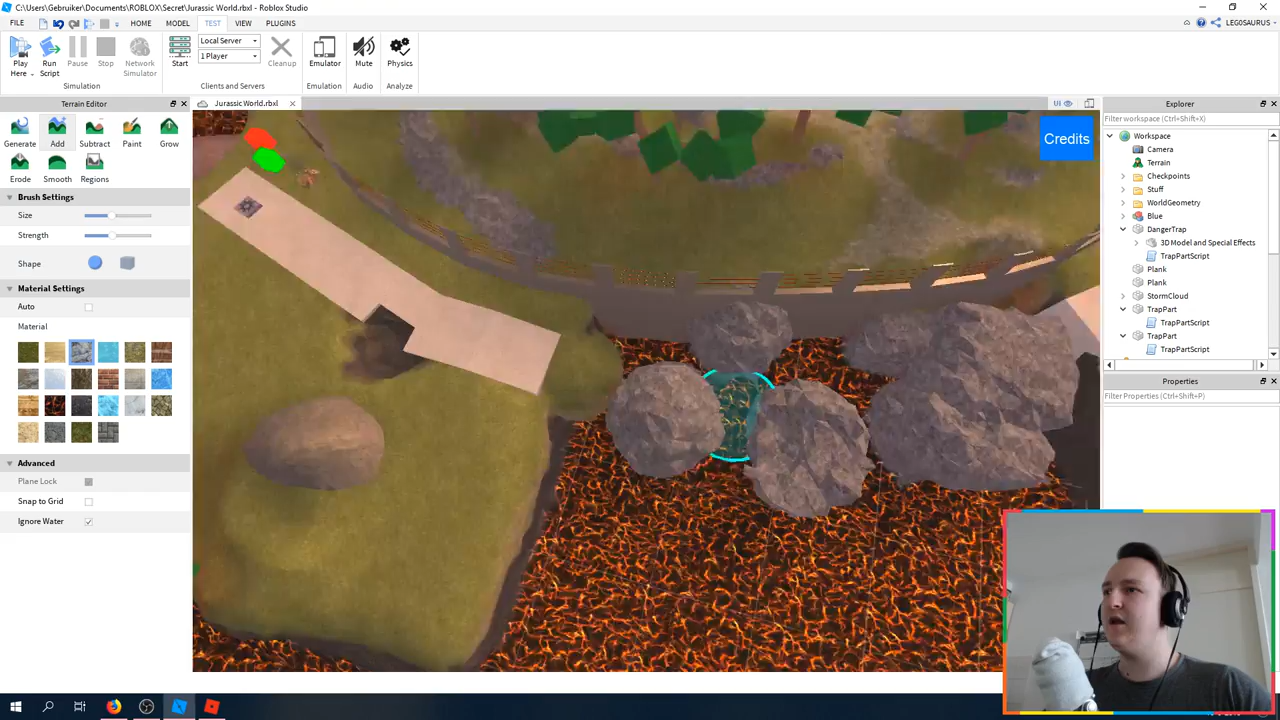 C:\Users\Gebruiker\Documents\ROBLOX\Secret\Jurassic World.rbxl - Roblox Studio
FILE HOME MODEL TEST VIEW PLUGINS LEG0SAURUS
Play Here
Run Script
Pause
Stop
Network Simulator
Simulation
Start
Local Server
1 Player
Cleanup
Clients and Servers
Emulator
Emulation
Mute
Audio
Physics
Analyze
Terrain Editor
Jurassic World.rbxl
UI
Generate Add Subtract Paint Grow
Erode Smooth Regions
Brush Settings
Size
Strength
Shape
Material Settings
Auto
Material
Advanced
Plane Lock
Snap to Grid
Ignore Water
Credits
Explorer
Filter workspace (Ctrl+Shift+X)
Workspace
Camera
Terrain
Checkpoints
Stuff
WorldGeometry
Blue
DangerTrap
3D Model and Special Effects
TrapPartScript
Plank
Plank
StormCloud
TrapPart
TrapPartScript
TrapPart
TrapPartScript
Properties
Filter Properties (Ctrl+Shift+P)